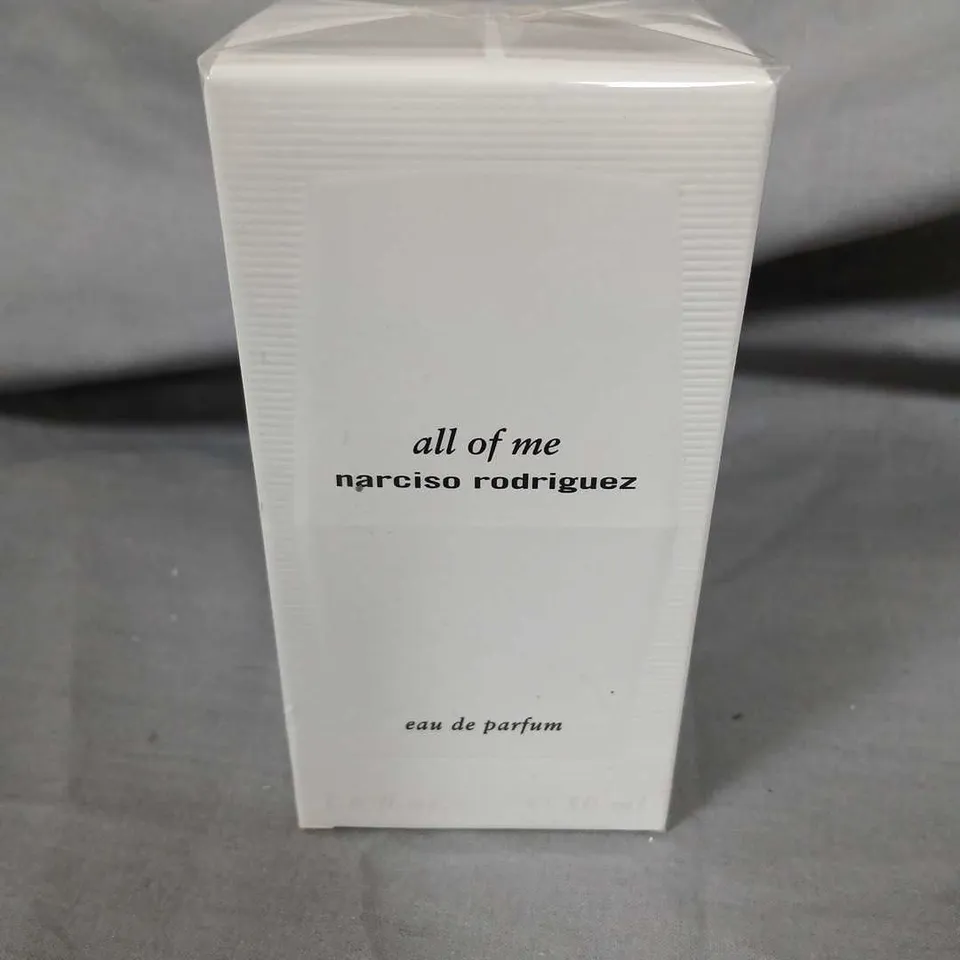 all of me
narciso rodriguez
eau de parfum